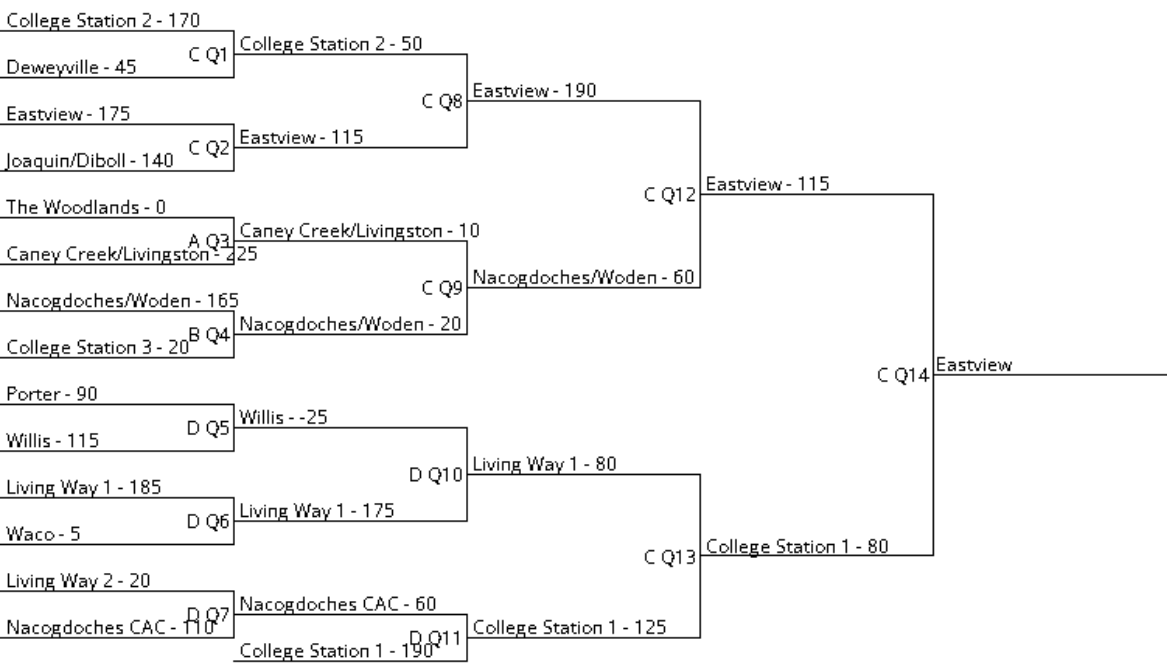 College Station 2 - 170
C Q1
Deweyville - 45
College Station 2 - 50
Eastview - 175
C Q2
Joaquin/Diboll - 140
Eastview - 115
C Q8
Eastview - 190
The Woodlands - 0
A Q3
Caney Creek/Livingston - 225
Caney Creek/Livingston - 10
Nacogdoches/Woden - 165
B Q4
College Station 3 - 20
Nacogdoches/Woden - 20
C Q9
Nacogdoches/Woden - 60
C Q12
Eastview - 115
Porter - 90
D Q5
Willis - 115
Willis - -25
Living Way 1 - 185
D Q6
Waco - 5
Living Way 1 - 175
D Q10
Living Way 1 - 80
Living Way 2 - 20
D Q7
Nacogdoches CAC - 110
Nacogdoches CAC - 60
D Q11
College Station 1 - 190
College Station 1 - 125
C Q13
College Station 1 - 80
C Q14
Eastview